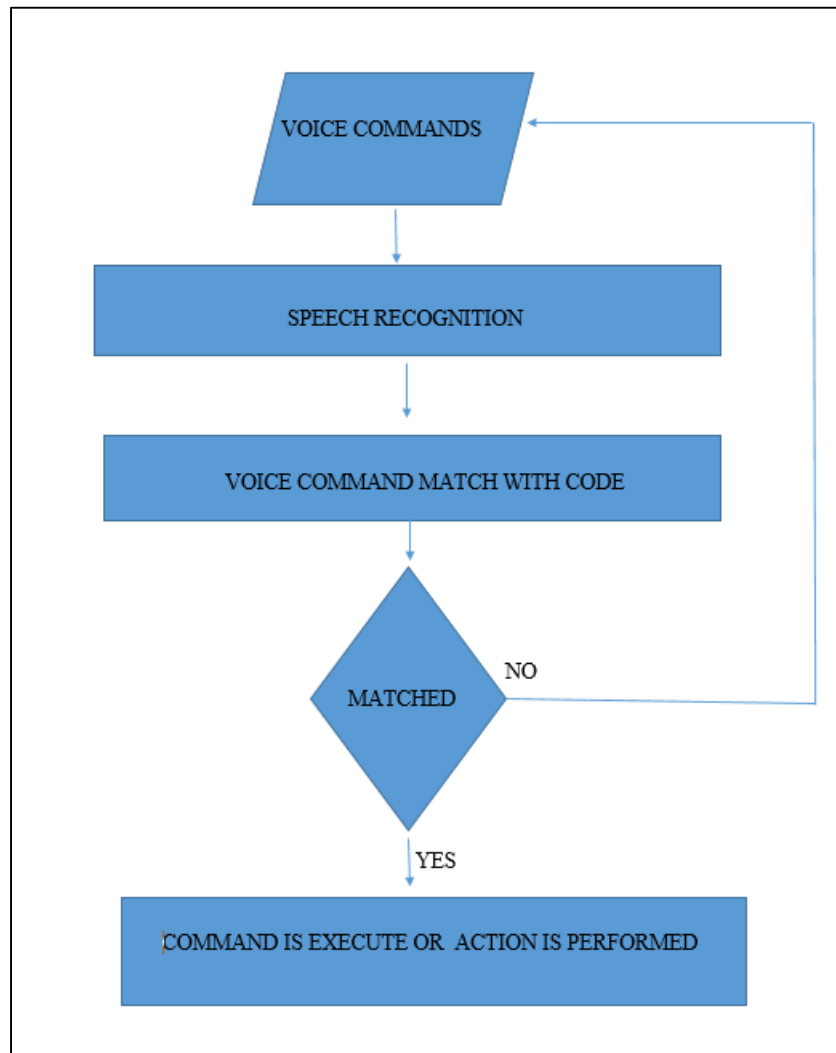 VOICE COMMANDS
SPEECH RECOGNITION
VOICE COMMAND MATCH WITH CODE
MATCHED
NO
YES
COMMAND IS EXECUTE OR ACTION IS PERFORMED